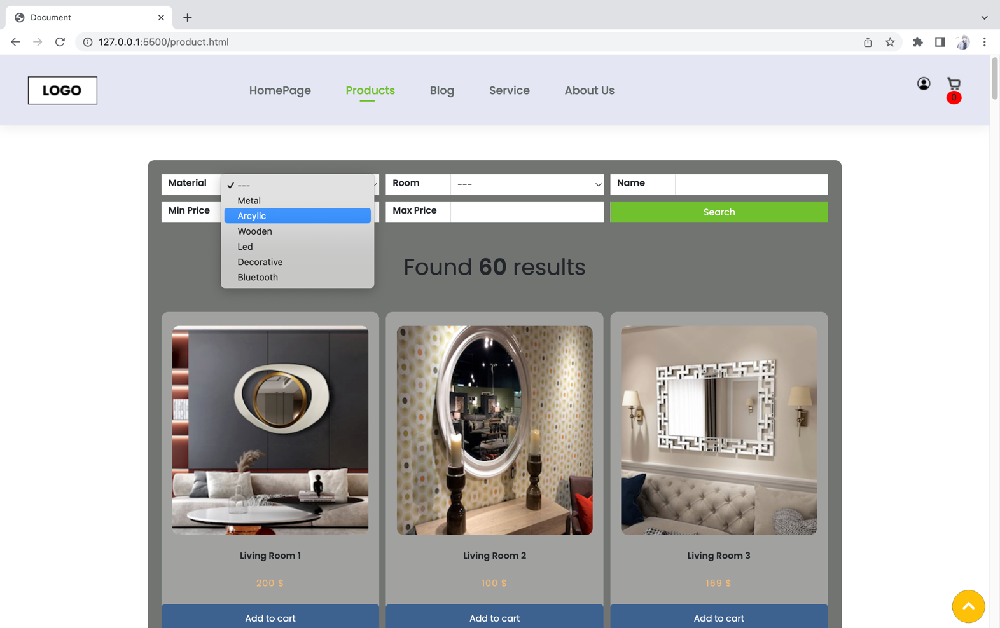 Document
127.0.0.1:5500/product.html
LOGO
HomePage
Products
Blog
Service
About Us
0
Material
---
Metal
Arcylic
Wooden
Led
Decorative
Bluetooth
Room
---
Name
Min Price
Max Price
Search
Found 60 results
Living Room 1
200 $
Add to cart
Living Room 2
100 $
Add to cart
Living Room 3
169 $
Add to cart